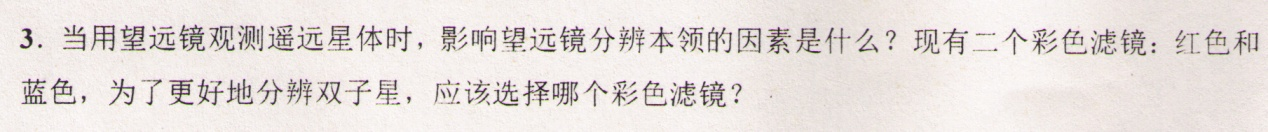 3. 当用望远镜观测遥远星体时，影响望远镜分辨本领的因素是什么？现有二个彩色滤镜：红色和
蓝色，为了更好地分辨双子星，应该选择哪个彩色滤镜？